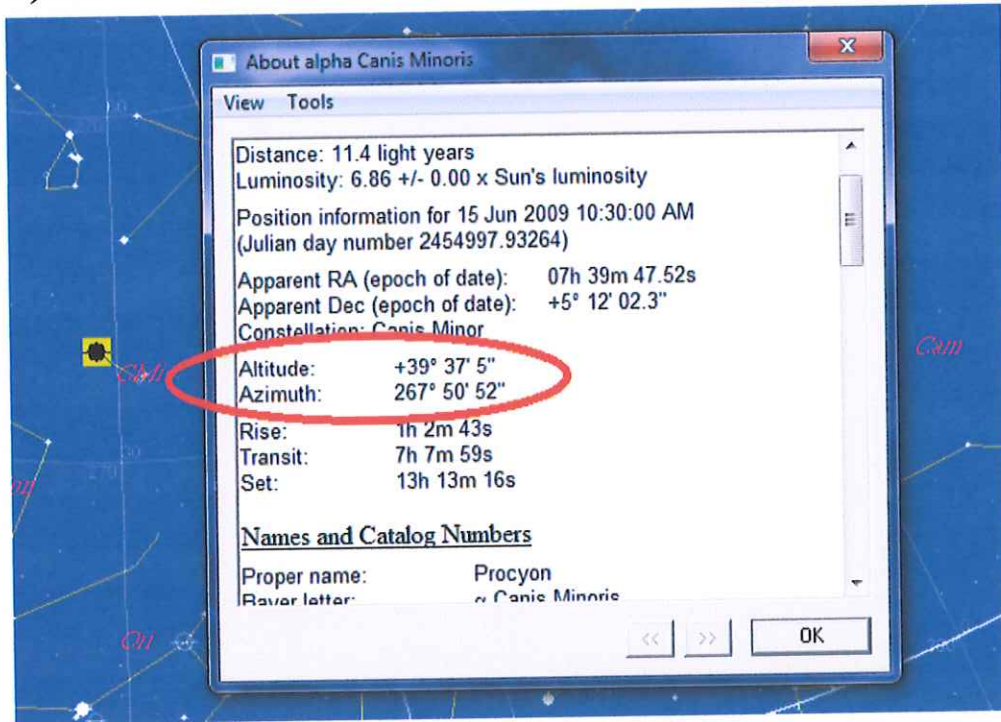 About alpha Canis Minoris
View Tools
Distance: 11.4 light years
Luminosity: 6.86 +/- 0.00 x Sun's luminosity
Position information for 15 Jun 2009 10:30:00 AM
(Julian day number 2454997.93264)
Apparent RA (epoch of date): 07h 39m 47.52s
Apparent Dec (epoch of date): +5° 12' 02.3"
Constellation: Canis Minor
Altitude: +39° 37' 5"
Azimuth: 267° 50' 52"
Rise: 1h 2m 43s
Transit: 7h 7m 59s
Set: 13h 13m 16s
Names and Catalog Numbers
Proper name: Procyon
Bayer letter: α Canis Minoris
<< >> OK
CMi
Cam
Ori
30
270